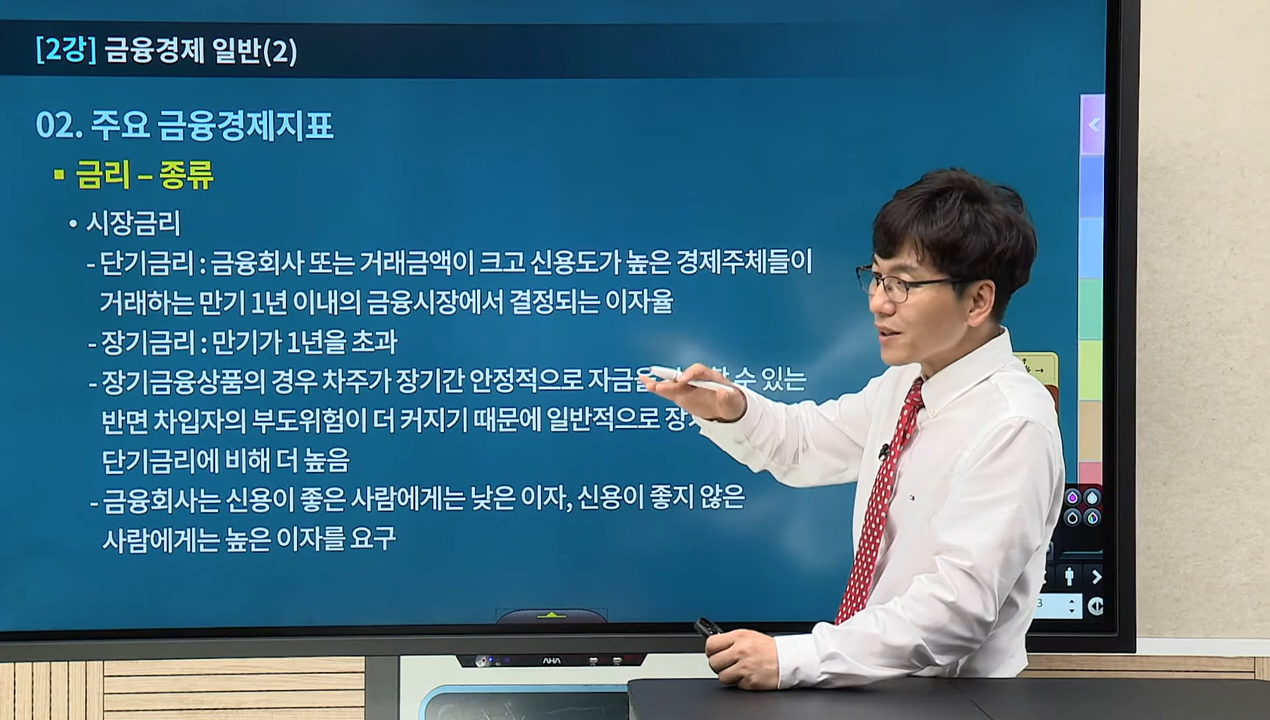 [2강] 금융경제 일반(2)
02. 주요 금융경제지표
▪ 금리 – 종류
• 시장금리
- 단기금리 : 금융회사 또는 거래금액이 크고 신용도가 높은 경제주체들이
거래하는 만기 1년 이내의 금융시장에서 결정되는 이자율
- 장기금리 : 만기가 1년을 초과
- 장기금융상품의 경우 차주가 장기간 안정적으로 자금을 수 있는
반면 차입자의 부도위험이 더 커지기 때문에 일반적으로
단기금리에 비해 더 높음
- 금융회사는 신용이 좋은 사람에게는 낮은 이자, 신용이 좋지 않은
사람에게는 높은 이자를 요구
3
AHA